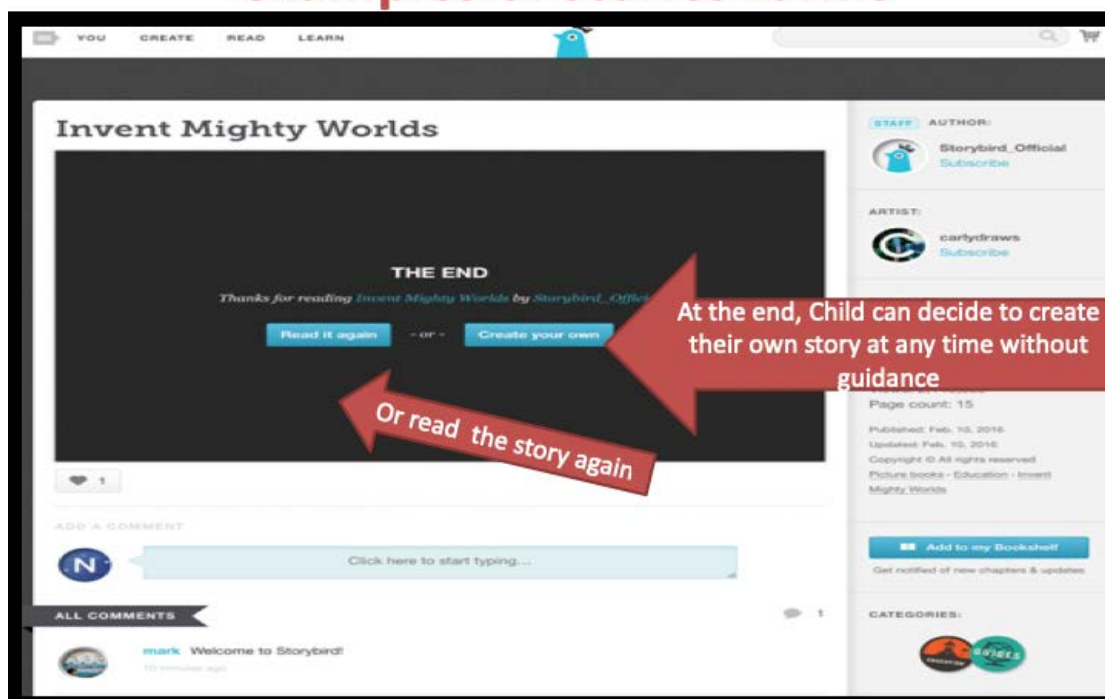 YOU CREATE READ LEARN
Invent Mighty Worlds
THE END
Thanks for reading Invent Mighty Worlds by
Read it again - or - Create your own
At the end, Child can decide to create
their own story at any time without
guidance
Or read the story again
1
ADD A COMMENT
N
Click here to start typing...
ALL COMMENTS
1
mark Welcome to Storybird!
10 minutes ago
STAFF AUTHOR:
Storybird_Official
Subscribe
ARTIST:
carlydraws
Subscribe
Page count: 15
Published: Feb. 10, 2016
Updated: Feb. 10, 2016
Copyright © All rights reserved
Picture books - Education - Invent
Mighty Worlds
Add to my Bookshelf
Get notified of new chapters & updates
CATEGORIES:
EDUCATION